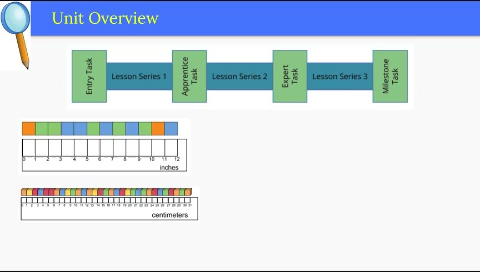 Unit Overview
Entry Task
Lesson Series 1
Apprentice Task
Lesson Series 2
Expert Task
Lesson Series 3
Milestone Task
0 1 2 3 4 5 6 7 8 9 10 11 12
inches
centimeters